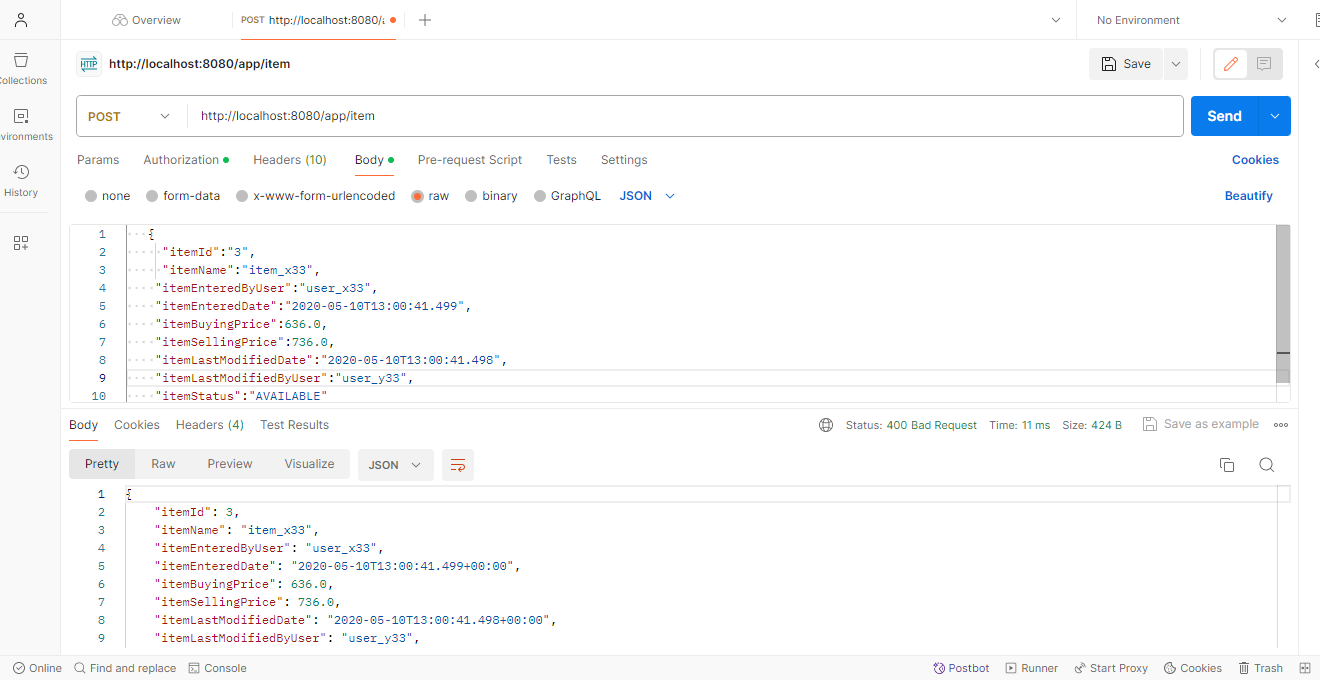 Overview
POST http://localhost:8080/
No Environment
http://localhost:8080/app/item
Save
POST
http://localhost:8080/app/item
Send
Params Authorization Headers (10) Body Pre-request Script Tests Settings Cookies
none form-data x-www-form-urlencoded raw binary GraphQL JSON Beautify
ollections
vironments
History
1 {
2 "itemId":"3",
3 "itemName":"item_x33",
4 "itemEnteredByUser":"user_x33",
5 "itemEnteredDate":"2020-05-10T13:00:41.499",
6 "itemBuyingPrice":636.0,
7 "itemSellingPrice":736.0,
8 "itemLastModifiedDate":"2020-05-10T13:00:41.498",
9 "itemLastModifiedByUser":"user_y33",
10 "itemStatus":"AVAILABLE"
Body Cookies Headers (4) Test Results Status: 400 Bad Request Time: 11 ms Size: 424 B Save as example
Pretty Raw Preview Visualize JSON
1 {
2 "itemId": 3,
3 "itemName": "item_x33",
4 "itemEnteredByUser": "user_x33",
5 "itemEnteredDate": "2020-05-10T13:00:41.499+00:00",
6 "itemBuyingPrice": 636.0,
7 "itemSellingPrice": 736.0,
8 "itemLastModifiedDate": "2020-05-10T13:00:41.498+00:00",
9 "itemLastModifiedByUser": "user_y33",
Online Find and replace Console Postbot Runner Start Proxy Cookies Trash